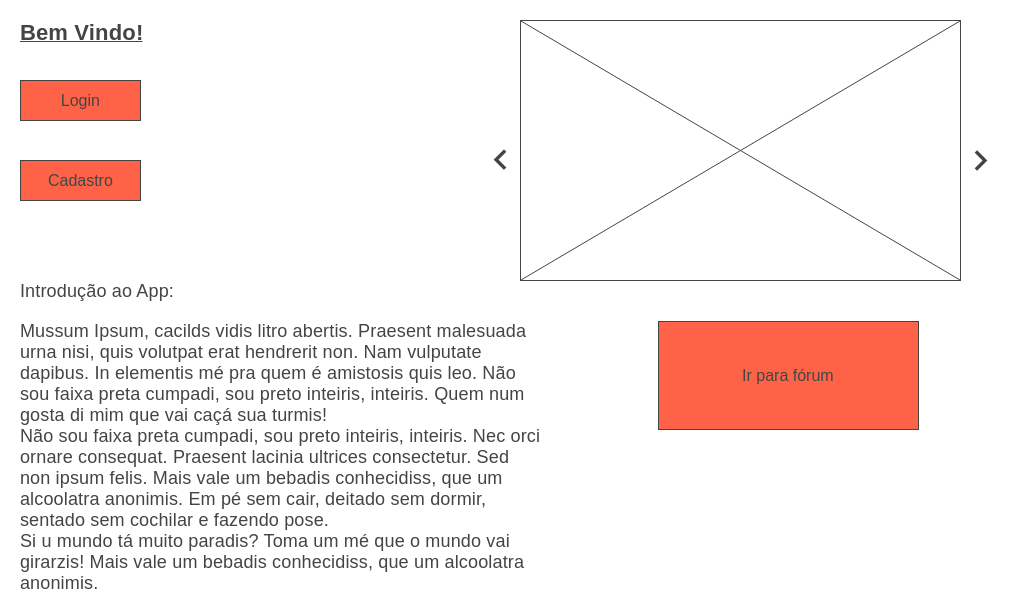 Bem Vindo!
Login
Cadastro
Introdução ao App:
Mussum Ipsum, cacilds vidis litro abertis. Praesent malesuada
urna nisi, quis volutpat erat hendrerit non. Nam vulputate
dapibus. In elementis mé pra quem é amistosis quis leo. Não
sou faixa preta cumpadi, sou preto inteiris, inteiris. Quem num
gosta di mim que vai caçá sua turmis!
Não sou faixa preta cumpadi, sou preto inteiris, inteiris. Nec orci
ornare consequat. Praesent lacinia ultrices consectetur. Sed
non ipsum felis. Mais vale um bebadis conhecidiss, que um
alcoolatra anonimis. Em pé sem cair, deitado sem dormir,
sentado sem cochilar e fazendo pose.
Si u mundo tá muito paradis? Toma um mé que o mundo vai
girarzis! Mais vale um bebadis conhecidiss, que um alcoolatra
anonimis.
Ir para fórum